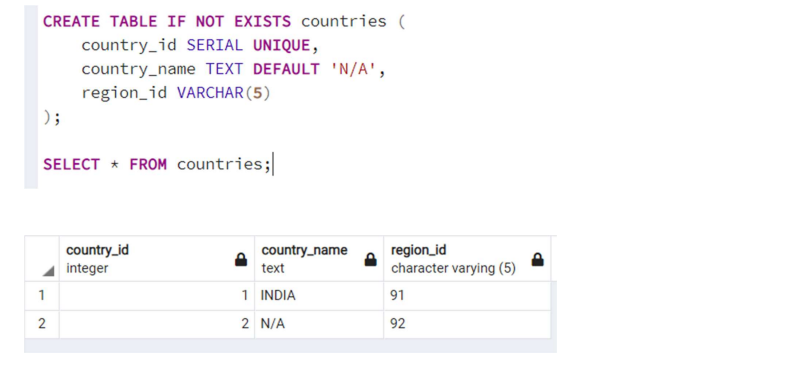 CREATE TABLE IF NOT EXISTS countries (
country_id SERIAL UNIQUE,
country_name TEXT DEFAULT 'N/A',
region_id VARCHAR(5)
);
SELECT * FROM countries;
country_id country_name region_id
integer text character varying (5)
1 1 INDIA 91
2 2 N/A 92